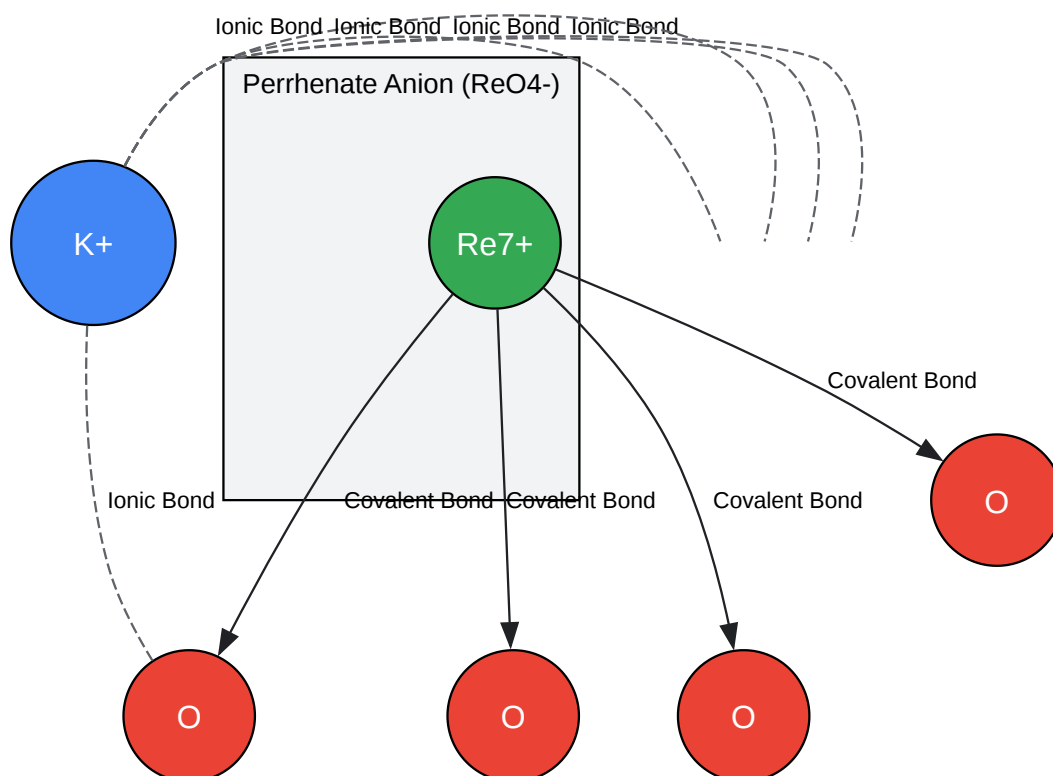 Ionic Bond Ionic Bond Ionic Bond Ionic Bond
Perrhenate Anion (ReO4-)
K+
Re7+
Covalent Bond
Ionic Bond
Covalent Bond
Covalent Bond
Covalent Bond
O
O
O
O